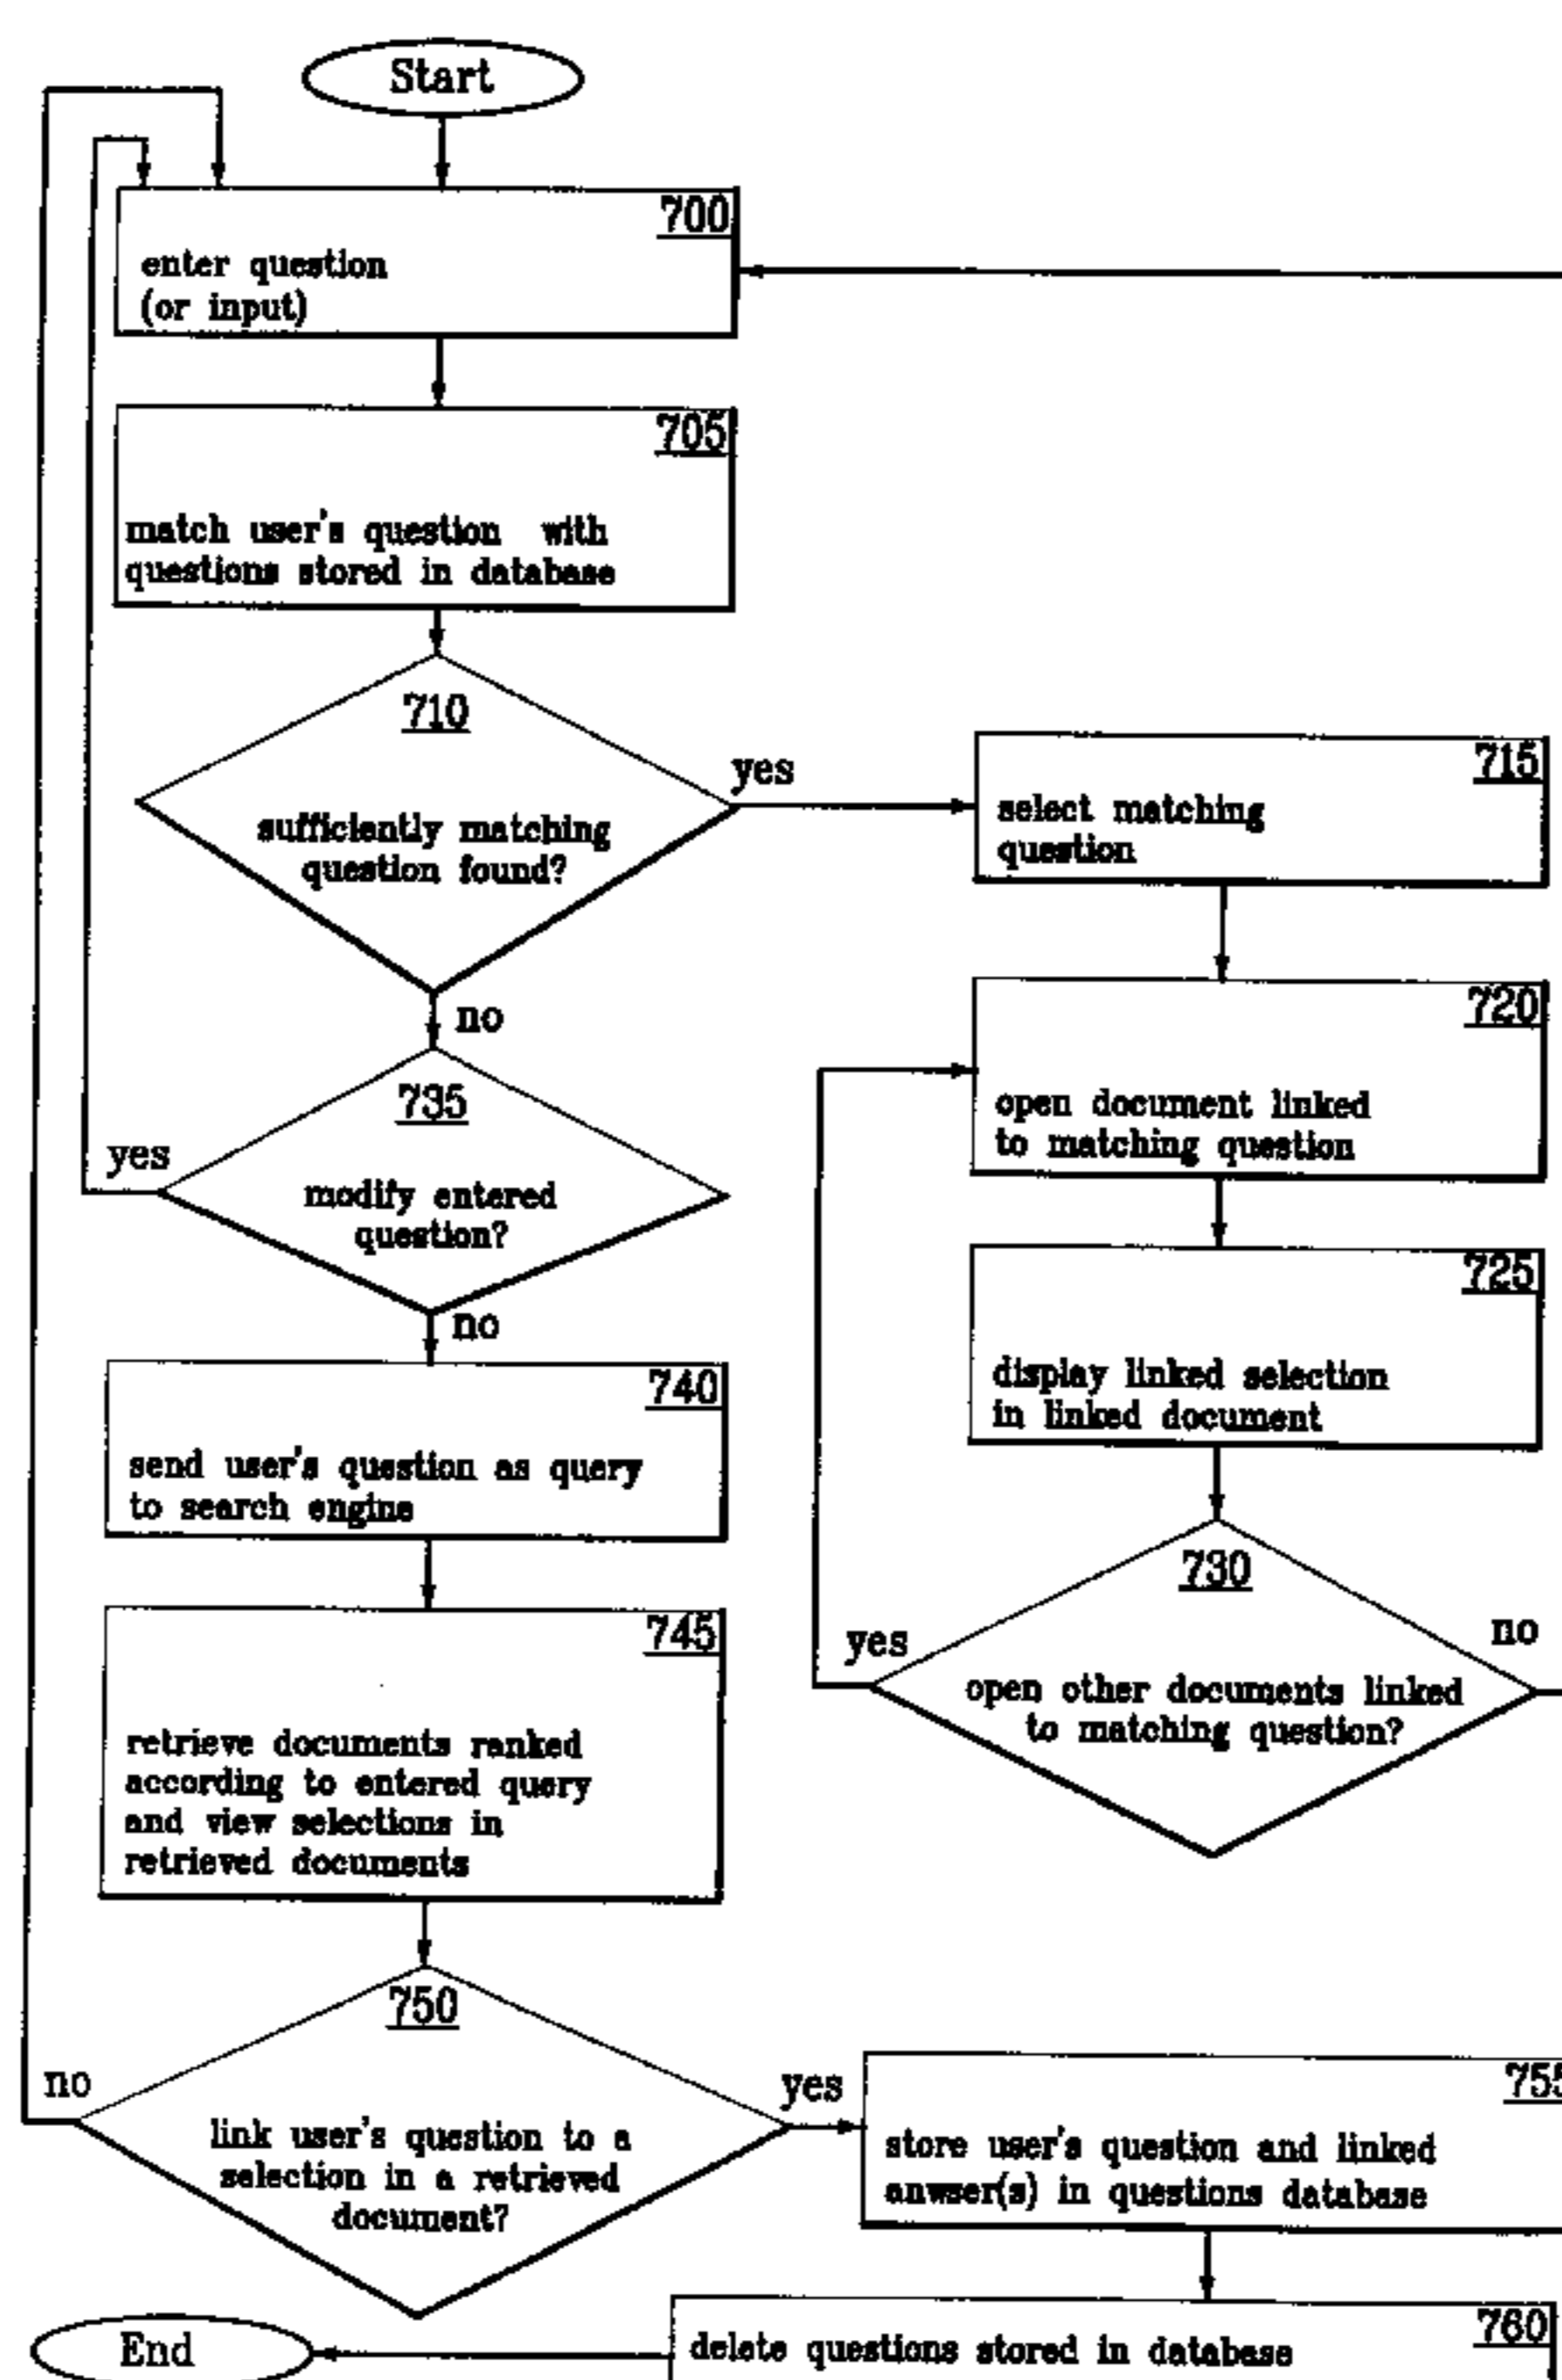 Start
700
enter question
(or input)
705
match user's question with
questions stored in database
710
sufficiently matching
question found?
yes
no
715
select matching
question
720
open document linked
to matching question
725
display linked selection
in linked document
730
open other documents linked
to matching question?
yes
no
735
modify entered
question?
yes
no
740
send user's question as query
to search engine
745
retrieve documents ranked
according to entered query
and view selections in
retrieved documents
750
link user's question to a
selection in a retrieved
document?
no
yes
755
store user's question and linked
anwser(s) in questions database
760
delete questions stored in database
End